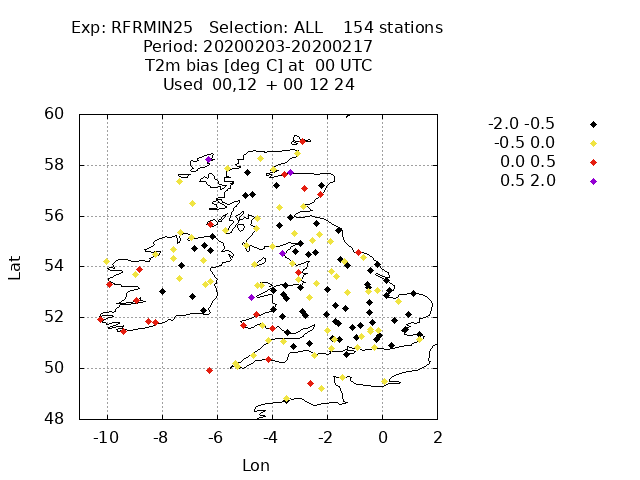 Exp: RFRMIN25 Selection: ALL 154 stations
Period: 20200203-20200217
T2m bias [deg C] at 00 UTC
Used 00,12 + 00 12 24
60
58
56
54
52
50
48
Lat
-10 -8 -6 -4 -2 0 2
Lon
-2.0 -0.5
-0.5 0.0
0.0 0.5
0.5 2.0